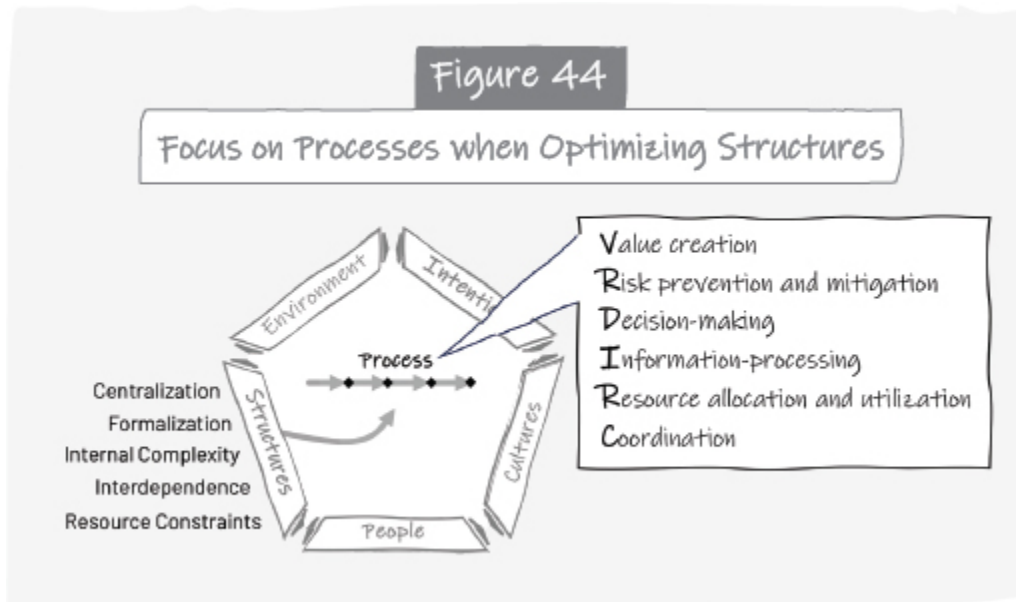 Figure 44
Focus on Processes when Optimizing Structures
Value creation
Risk prevention and mitigation
Decision-making
Information-processing
Resource allocation and utilization
Coordination
Environment
Intentio
Process
Structures
Cultures
People
Centralization
Formalization
Internal Complexity
Interdependence
Resource Constraints